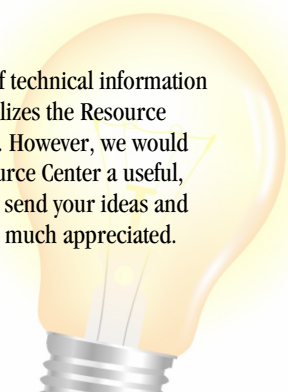 f technical information
lizes the Resource
. However, we would
urce Center a useful,
send your ideas and
much appreciated.